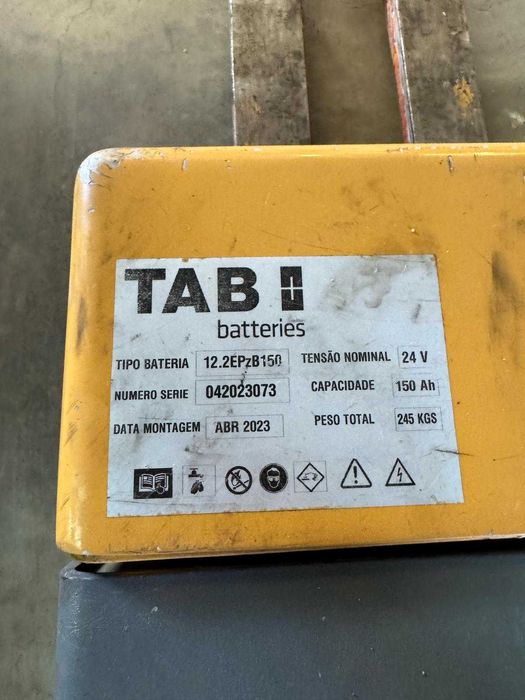 TAB
batteries
TIPO BATERIA 12.2EPzB150 TENSÃO NOMINAL 24 V
NUMERO SERIE 042023073 CAPACIDADE 150 Ah
DATA MONTAGEM ABR 2023 PESO TOTAL 245 KGS